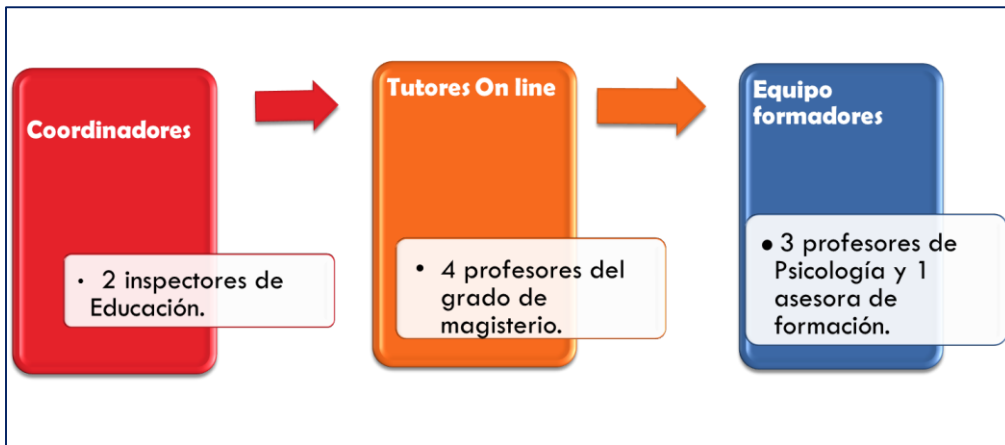 Coordinadores
· 2 inspectores de
Educación.
Tutores On line
• 4 profesores del
grado de
magisterio.
Equipo
formadores
• 3 profesores de
Psicología y 1
asesora de
formación.